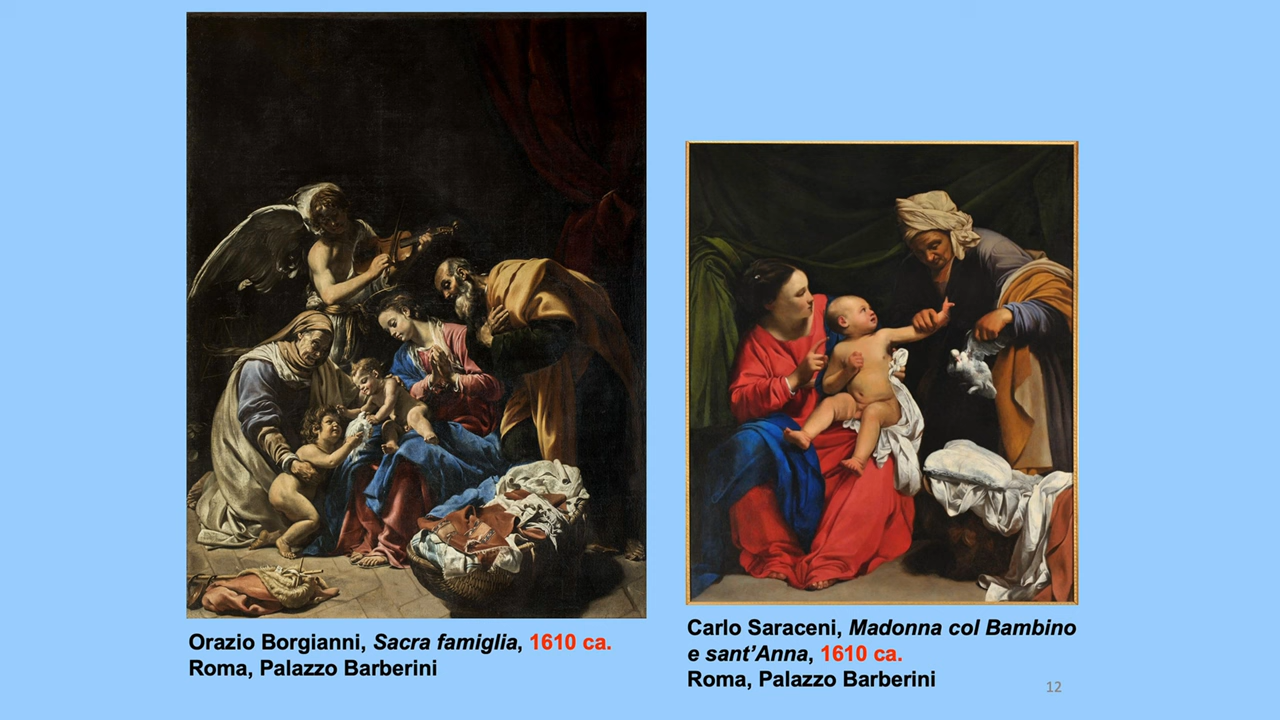 Orazio Borgianni, Sacra famiglia, 1610 ca.
Roma, Palazzo Barberini
Carlo Saraceni, Madonna col Bambino
e sant’Anna, 1610 ca.
Roma, Palazzo Barberini
12